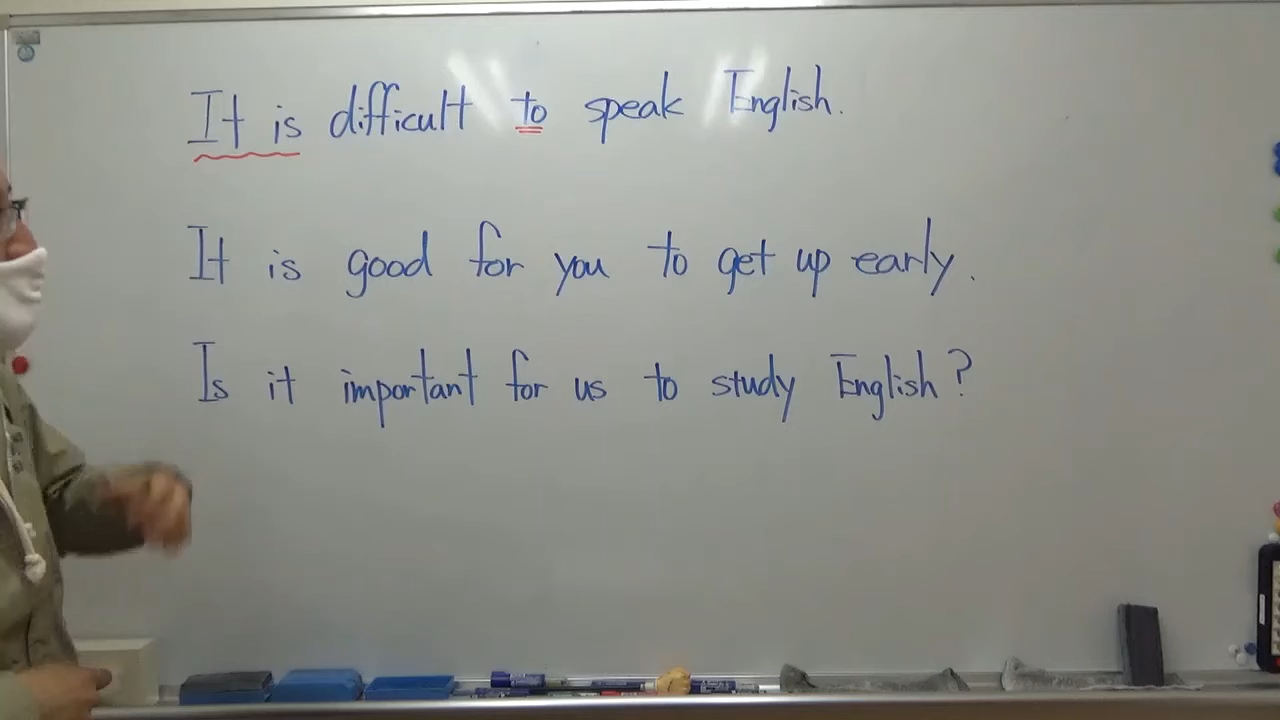 It is difficult to speak English.
It is good for you to get up early.
Is it important for us to study English?